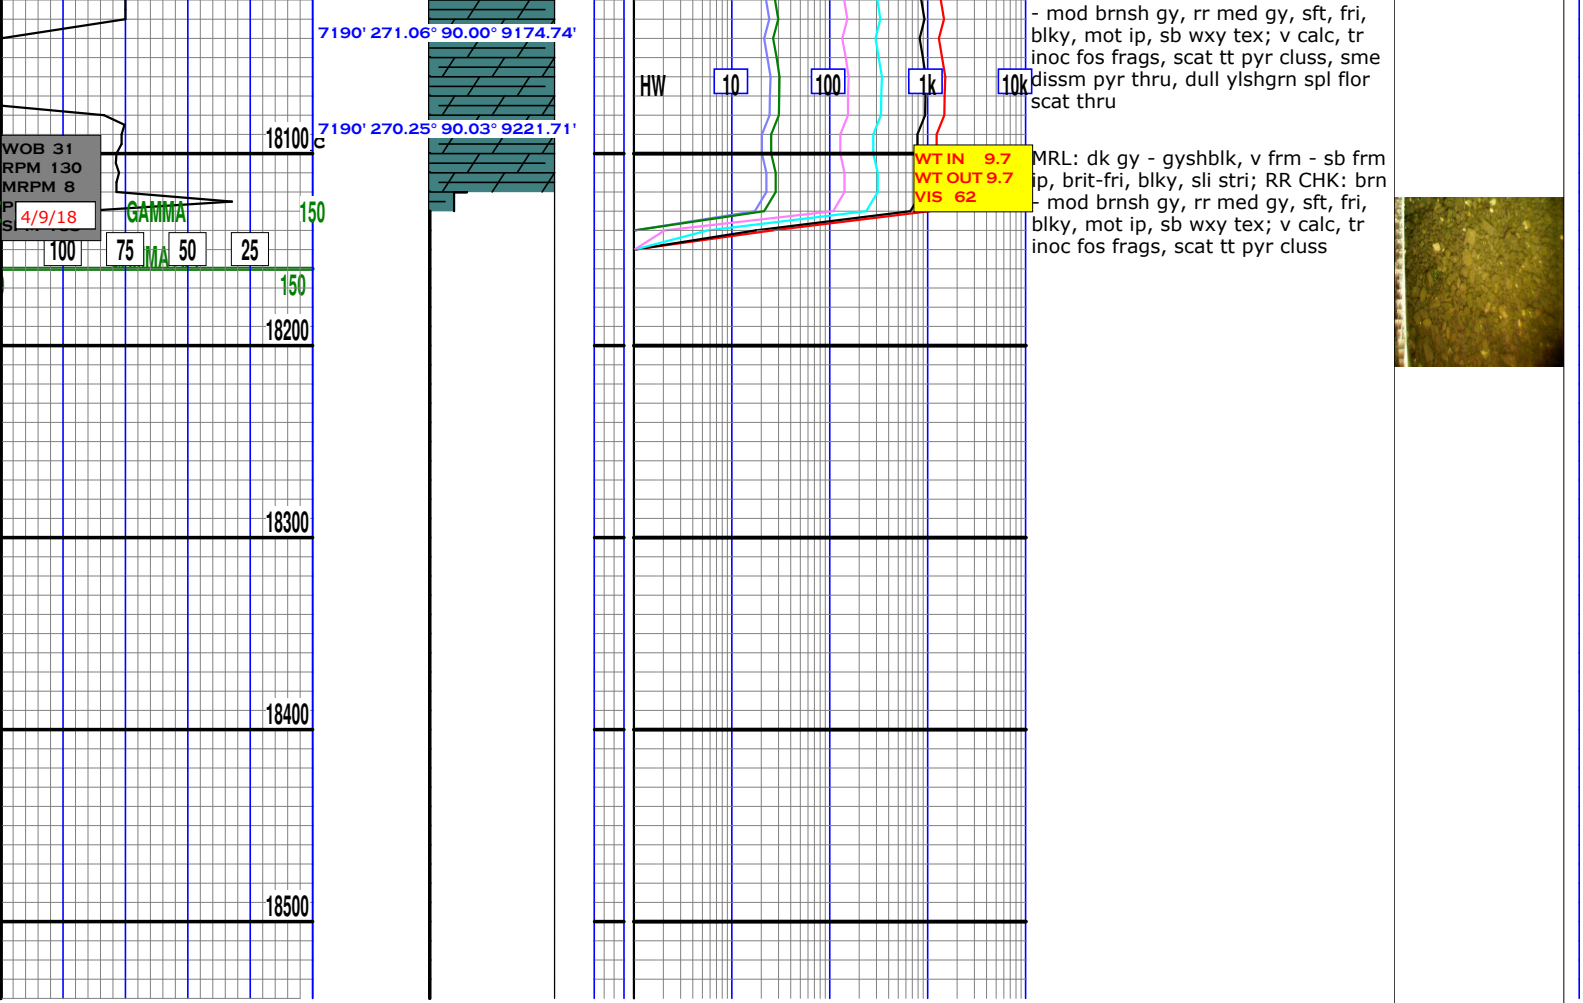 7190' 271.06° 90.00° 9174.74'
- mod brnsh gy, rr med gy, sft, fri,
blky, mot ip, sb wxy tex; v calc, tr
inoc fos frags, scat tt pyr cluss, sme
dissm pyr thru, dull ylshgrn spl flor
scat thru
HW 10 100 1k 10k
7190' 270.25° 90.03° 9221.71'
18100
C
WOB 31
RPM 130
MRPM 8
4/9/18
GAMMA
150
100 75 50 25
150
WT IN 9.7
WT OUT 9.7
VIS 62
MRL: dk gy - gyshblk, v frm - sb frm
ip, brit-fri, blky, sli stri; RR CHK: brn
- mod brnsh gy, rr med gy, sft, fri,
blky, mot ip, sb wxy tex; v calc, tr
inoc fos frags, scat tt pyr cluss
18200
18300
18400
18500